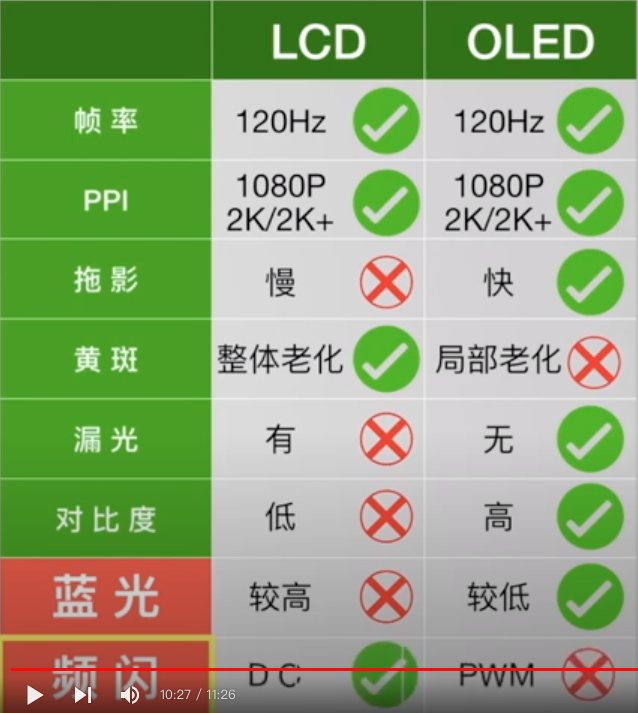 LCD OLED
帧率 120Hz 120Hz
PPI 1080P 2K/2K+ 1080P 2K/2K+
拖影 慢 快
黄斑 整体老化 局部老化
漏光 有 无
对比度 低 高
蓝光 较高 较低
频闪 DC PWM
10:27 / 11:26